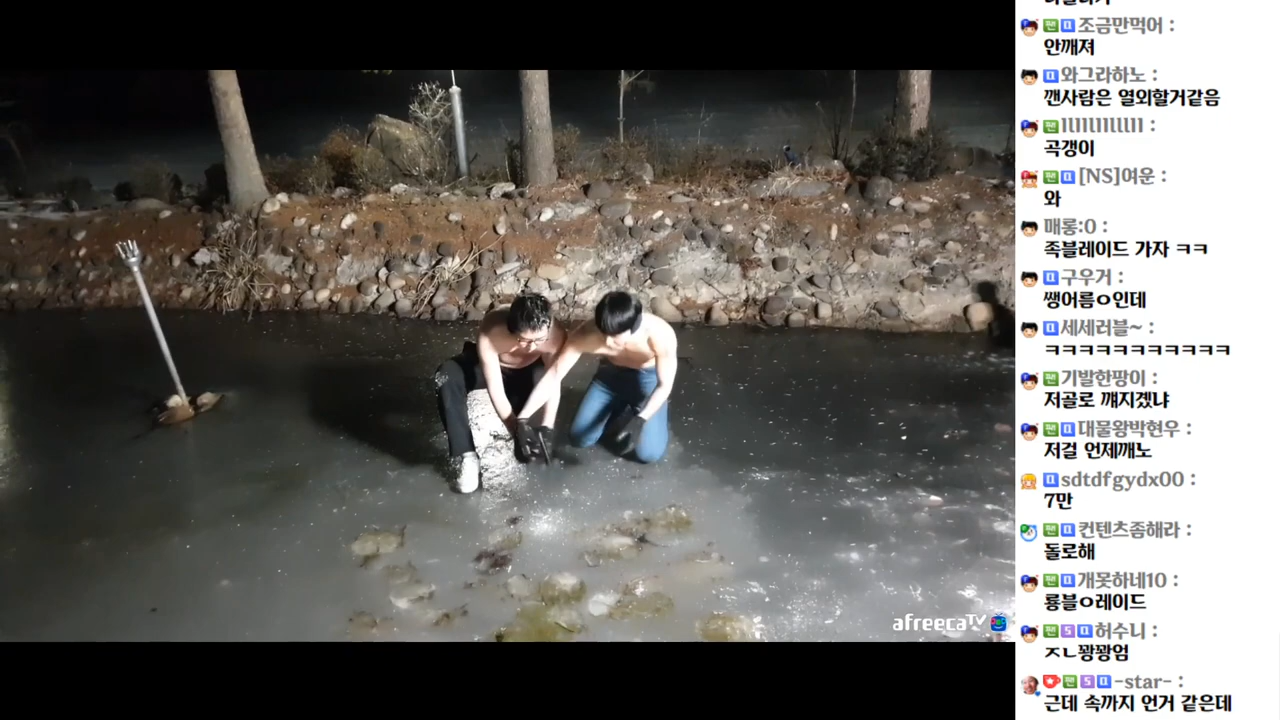 조금만먹어 :
안깨져
와그라하노 :
깬사람은 열외할거같음
곡갱이
[NS]여운 :
와
매롱:0 :
족블레이드 가자 ㅋㅋ
구우거 :
쌩어름ㅇ인데
세세러블~ :
ㅋㅋㅋㅋㅋㅋㅋㅋㅋㅋㅋ
기발한팡이 :
저골로 꺠지겠냐
대물왕박현우 :
저걸 언제깨노
sdtdfgydx00 :
7만
컨텐츠좀해라 :
돌로해
개못하네10 :
룡블ㅇ레이드
허수니 :
ㅈㄴ꽝꽝엄
-star- :
근데 속까지 언거 같은데
afreecaTV